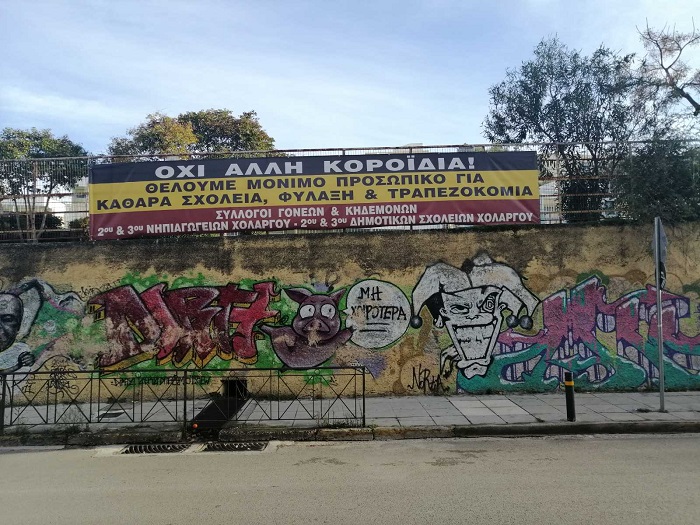 ΟΧΙ ΑΛΛΗ ΚΟΡΟΪΔΙΑ!
ΘΕΛΟΥΜΕ ΜΟΝΙΜΟ ΠΡΟΣΩΠΙΚΟ ΓΙΑ
ΚΑΘΑΡΑ ΣΧΟΛΕΙΑ, ΦΥΛΑΞΗ & ΤΡΑΠΕΖΟΚΟΜΙΑ
ΣΥΛΛΟΓΟΙ ΓΟΝΕΩΝ & ΚΗΔΕΜΟΝΩΝ
2ου & 3ου ΝΗΠΙΑΓΩΓΕΙΩΝ ΧΟΛΑΡΓΟΥ - 2ου & 3ου ΔΗΜΟΤΙΚΩΝ ΣΧΟΛΕΙΩΝ ΧΟΛΑΡΓΟΥ
ΜΗ
ΧΕΙΡΟΤΕΡΑ